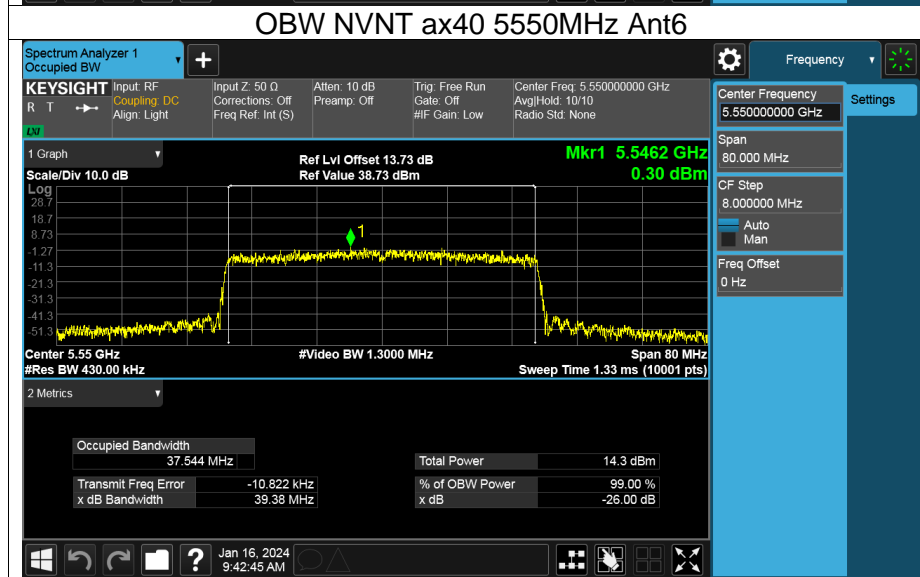 OBW NVNT ax40 5550MHz Ant6
Spectrum Analyzer 1
Occupied BW
+
Frequency
KEYSIGHT
R T
LXI
Input: RF
Coupling: DC
Align: Light
Input Z: 50 Ω
Corrections: Off
Freq Ref: Int (S)
Atten: 10 dB
Preamp: Off
Trig: Free Run
Gate: Off
#IF Gain: Low
Center Freq: 5.550000000 GHz
Avg|Hold: 10/10
Radio Std: None
Center Frequency
5.550000000 GHz
Settings
Span
80.000 MHz
CF Step
8.000000 MHz
Auto
Man
Freq Offset
0 Hz
1 Graph
Scale/Div 10.0 dB
Ref Lvl Offset 13.73 dB
Ref Value 38.73 dBm
Mkr1 5.5462 GHz
0.30 dBm
Log
28.7
18.7
8.73
-1.27
-11.3
-21.3
-31.3
-41.3
-51.3
1
Center 5.55 GHz
#Res BW 430.00 kHz
#Video BW 1.3000 MHz
Span 80 MHz
Sweep Time 1.33 ms (10001 pts)
2 Metrics
Occupied Bandwidth
37.544 MHz
Total Power 14.3 dBm
Transmit Freq Error -10.822 kHz
% of OBW Power 99.00 %
x dB Bandwidth 39.38 MHz
x dB -26.00 dB
?
Jan 16, 2024
9:42:45 AM